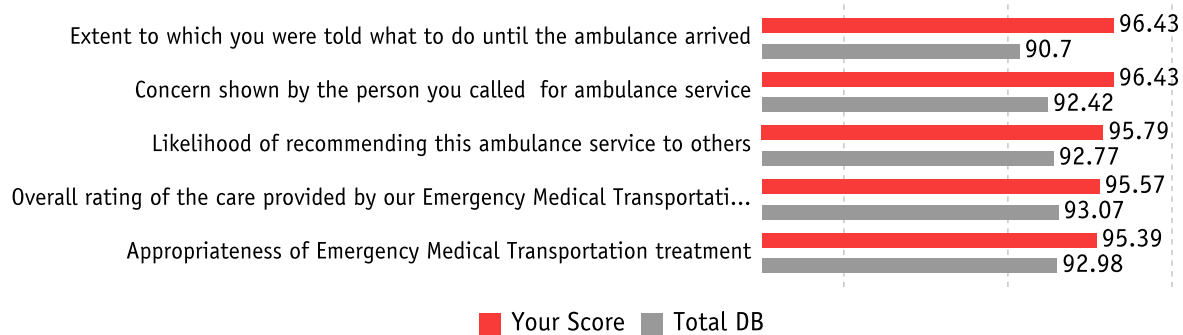 Extent to which you were told what to do until the ambulance arrived
96.43
90.7
Concern shown by the person you called  for ambulance service
96.43
92.42
Likelihood of recommending this ambulance service to others
95.79
92.77
Overall rating of the care provided by our Emergency Medical Transportati...
95.57
93.07
Appropriateness of Emergency Medical Transportation treatment
95.39
92.98
Your Score
Total DB